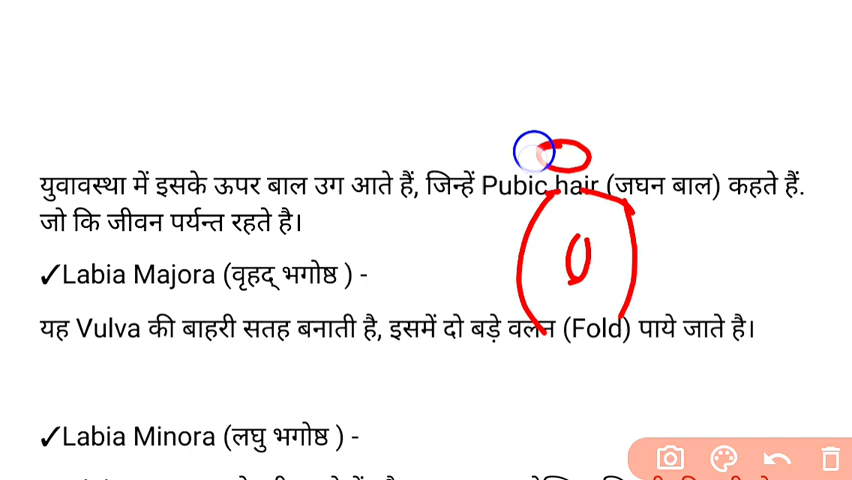 युवावस्था में इसके ऊपर बाल उग आते हैं, जिन्हें Pubic hair (जघन बाल) कहते हैं.
जो कि जीवन पर्यन्त रहते है।
✓Labia Majora (वृहद् भगोष्ठ ) -
यह Vulva की बाहरी सतह बनाती है, इसमें दो बड़े वलन (Fold) पाये जाते है।
✓Labia Minora (लघु भगोष्ठ ) -